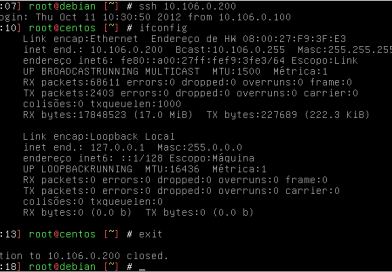 :07] root@debian [~] # ssh 10.106.0.200
ogin: Thu Oct 11 10:30:50 2012 from 10.106.0.100
:10] root@centos [~] # ifconfig
Link encap:Ethernet Endereço de HW 08:00:27:F9:3F:E3
inet end.: 10.106.0.200 Bcast:10.106.0.255 Masc:255.255.255
endereço inet6: fe80::a00:27ff:fef9:3fe3/64 Escopo:Link
UP BROADCASTRUNNING MULTICAST MTU:1500 Métrica:1
RX packets:68611 errors:0 dropped:0 overruns:0 frame:0
TX packets:2403 errors:0 dropped:0 overruns:0 carrier:0
colisões:0 txqueuelen:1000
RX bytes:17848523 (17.0 MiB) TX bytes:227689 (222.3 KiB)
Link encap:Loopback Local
inet end.: 127.0.0.1 Masc:255.0.0.0
endereço inet6: ::1/128 Escopo:Máquina
UP LOOPBACKRUNNING MTU:16436 Métrica:1
RX packets:0 errors:0 dropped:0 overruns:0 frame:0
TX packets:0 errors:0 dropped:0 overruns:0 carrier:0
colisões:0 txqueuelen:0
RX bytes:0 (0.0 b) TX bytes:0 (0.0 b)
:13] root@centos [~] # exit
tion to 10.106.0.200 closed.
:18] root@debian [~] # _